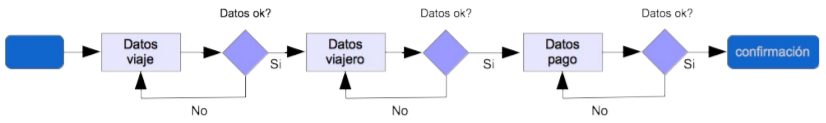 Datos ok?
Datos ok?
Datos ok?
Datos
viaje
Si
No
Datos
viajero
Si
No
Datos
pago
Si
No
confirmación